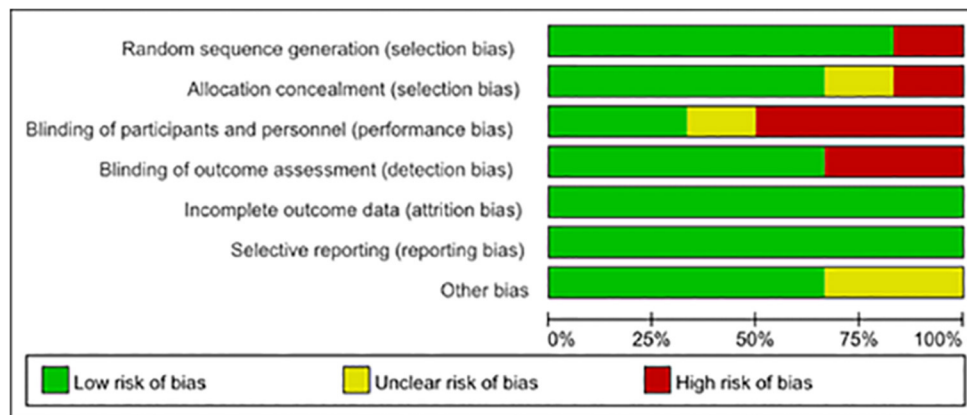 Random sequence generation (selection bias)
Allocation concealment (selection bias)
Blinding of participants and personnel (performance bias)
Blinding of outcome assessment (detection bias)
Incomplete outcome data (attrition bias)
Selective reporting (reporting bias)
Other bias
0% 25% 50% 75% 100%
Low risk of bias Unclear risk of bias High risk of bias